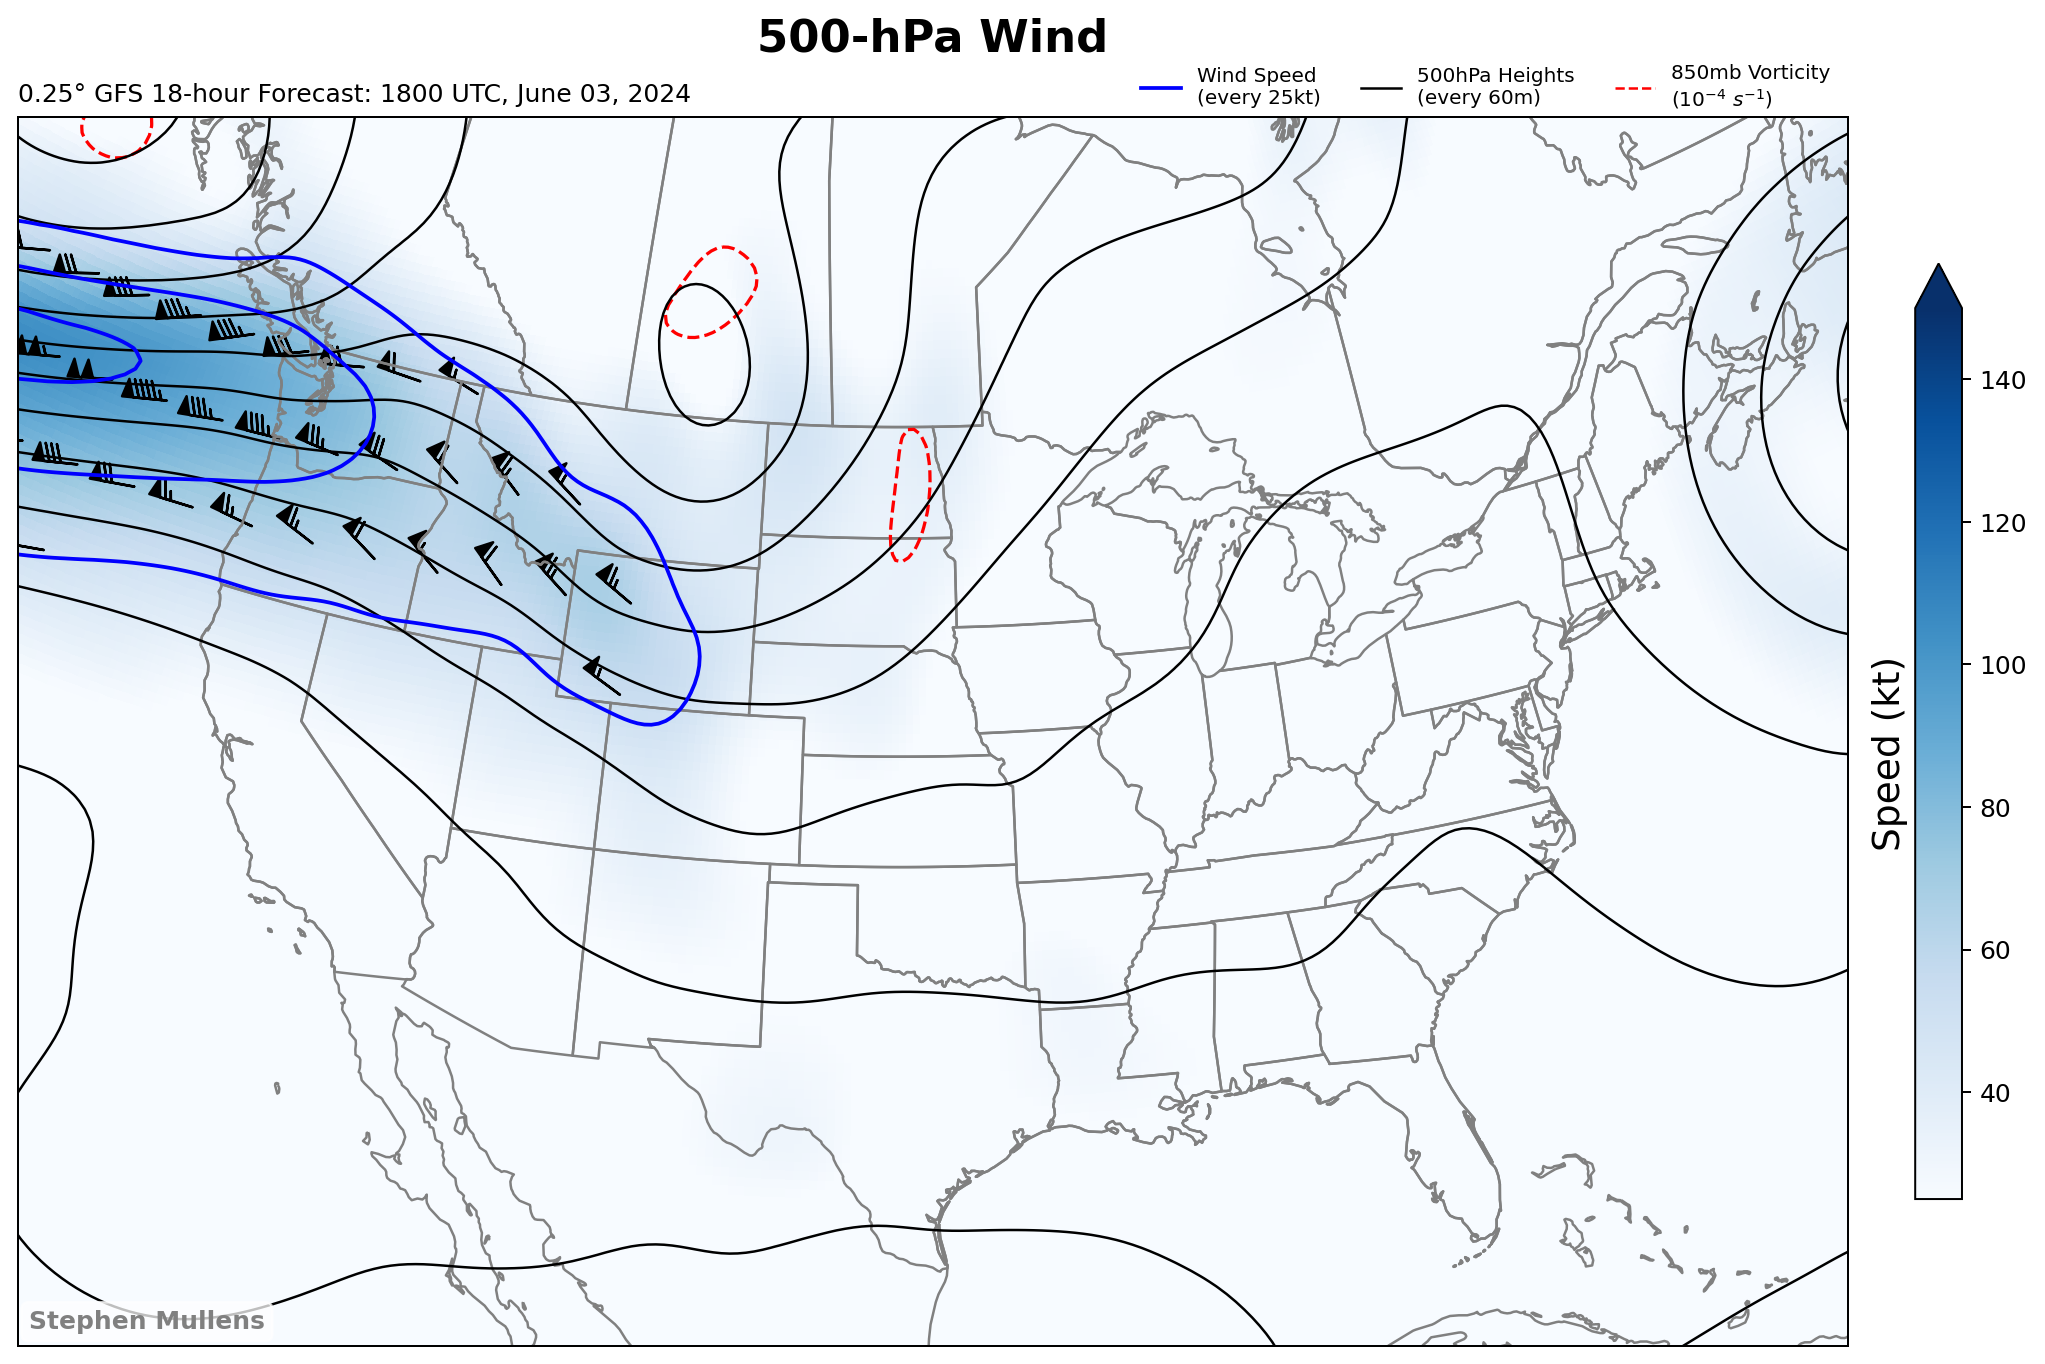 500-hPa Wind
0.25° GFS 18-hour Forecast: 1800 UTC, June 03, 2024
Wind Speed
(every 25kt)
500hPa Heights
(every 60m)
850mb Vorticity
(10⁻⁴ s⁻¹)
140
120
100
80
60
40
Speed (kt)
Stephen Mullens